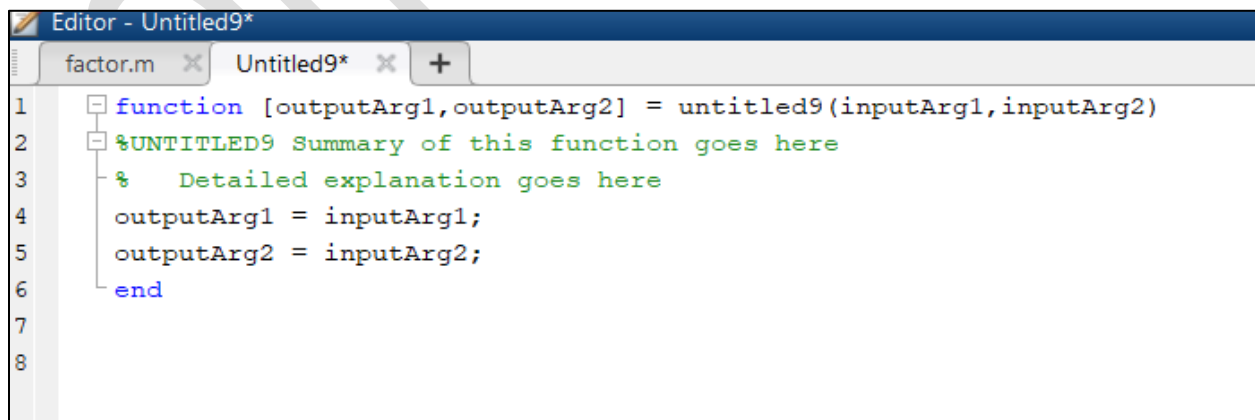 Editor - Untitled9*
factor.m × Untitled9* × +
1 function [outputArg1,outputArg2] = untitled9(inputArg1,inputArg2)
2 %UNTITLED9 Summary of this function goes here
3 %   Detailed explanation goes here
4 outputArg1 = inputArg1;
5 outputArg2 = inputArg2;
6 end
7
8